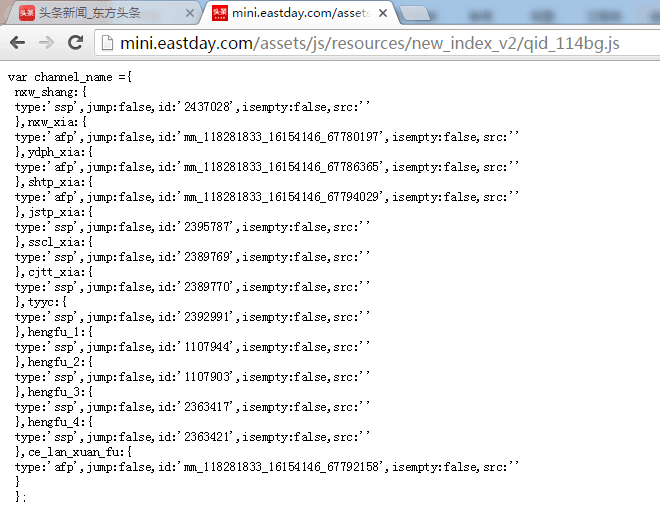 头条
头条新闻_东方头条
头条
mini.eastday.com/assets
mini.eastday.com/assets/js/resources/new_index_v2/qid_114bg.js
var channel_name ={
nxw_shang:{
type:'ssp',jump:false,id:'2437028',isempty:false,src:''
},nxw_xia:{
type:'afp',jump:false,id:'mm_118281833_16154146_67780197',isempty:false,src:''
},ydph_xia:{
type:'afp',jump:false,id:'mm_118281833_16154146_67786365',isempty:false,src:''
},shtp_xia:{
type:'afp',jump:false,id:'mm_118281833_16154146_67794029',isempty:false,src:''
},jstp_xia:{
type:'ssp',jump:false,id:'2395787',isempty:false,src:''
},sscl_xia:{
type:'ssp',jump:false,id:'2389769',isempty:false,src:''
},cjtt_xia:{
type:'ssp',jump:false,id:'2389770',isempty:false,src:''
},tyyc:{
type:'ssp',jump:false,id:'2392991',isempty:false,src:''
},hengfu_1:{
type:'ssp',jump:false,id:'1107944',isempty:false,src:''
},hengfu_2:{
type:'ssp',jump:false,id:'1107903',isempty:false,src:''
},hengfu_3:{
type:'ssp',jump:false,id:'2363417',isempty:false,src:''
},hengfu_4:{
type:'ssp',jump:false,id:'2363421',isempty:false,src:''
},ce_lan_xuan_fu:{
type:'afp',jump:false,id:'mm_118281833_16154146_67792158',isempty:false,src:''
}
};